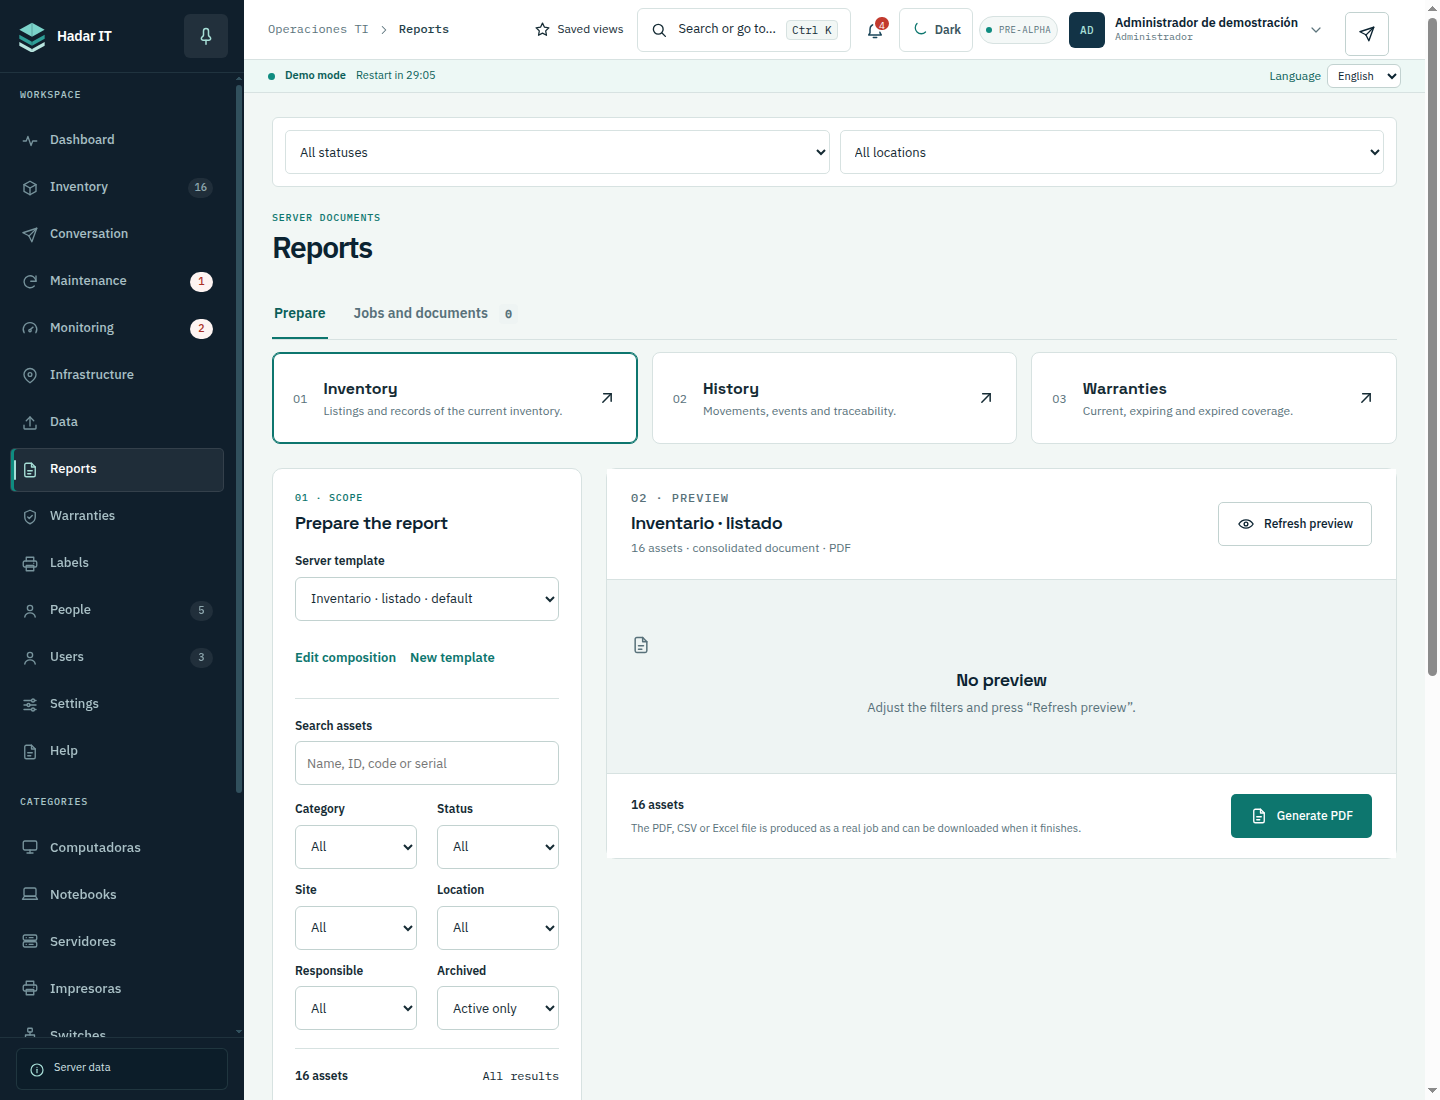 Hadar IT
WORKSPACE
Dashboard
Inventory 16
Conversation
Maintenance 1
Monitoring 2
Infrastructure
Data
Reports
Warranties
Labels
People 5
Users 3
Settings
Help
CATEGORIES
Computadoras
Notebooks
Servidores
Impresoras
Switches
Server data
Operaciones TI > Reports
Saved views
Search or go to... Ctrl K
4
Dark
PRE-ALPHA
AD
Administrador de demostración
Administrador
Demo mode Restart in 29:05
Language English
All statuses
All locations
SERVER DOCUMENTS
Reports
Prepare
Jobs and documents 0
01 Inventory
Listings and records of the current inventory.
02 History
Movements, events and traceability.
03 Warranties
Current, expiring and expired coverage.
01 · SCOPE
Prepare the report
Server template
Inventario · listado · default
Edit composition New template
Search assets
Name, ID, code or serial
Category Status
All All
Site Location
All All
Responsible Archived
All Active only
16 assets All results
02 · PREVIEW
Inventario · listado
16 assets · consolidated document · PDF
Refresh preview
No preview
Adjust the filters and press “Refresh preview”.
16 assets
The PDF, CSV or Excel file is produced as a real job and can be downloaded when it finishes.
Generate PDF